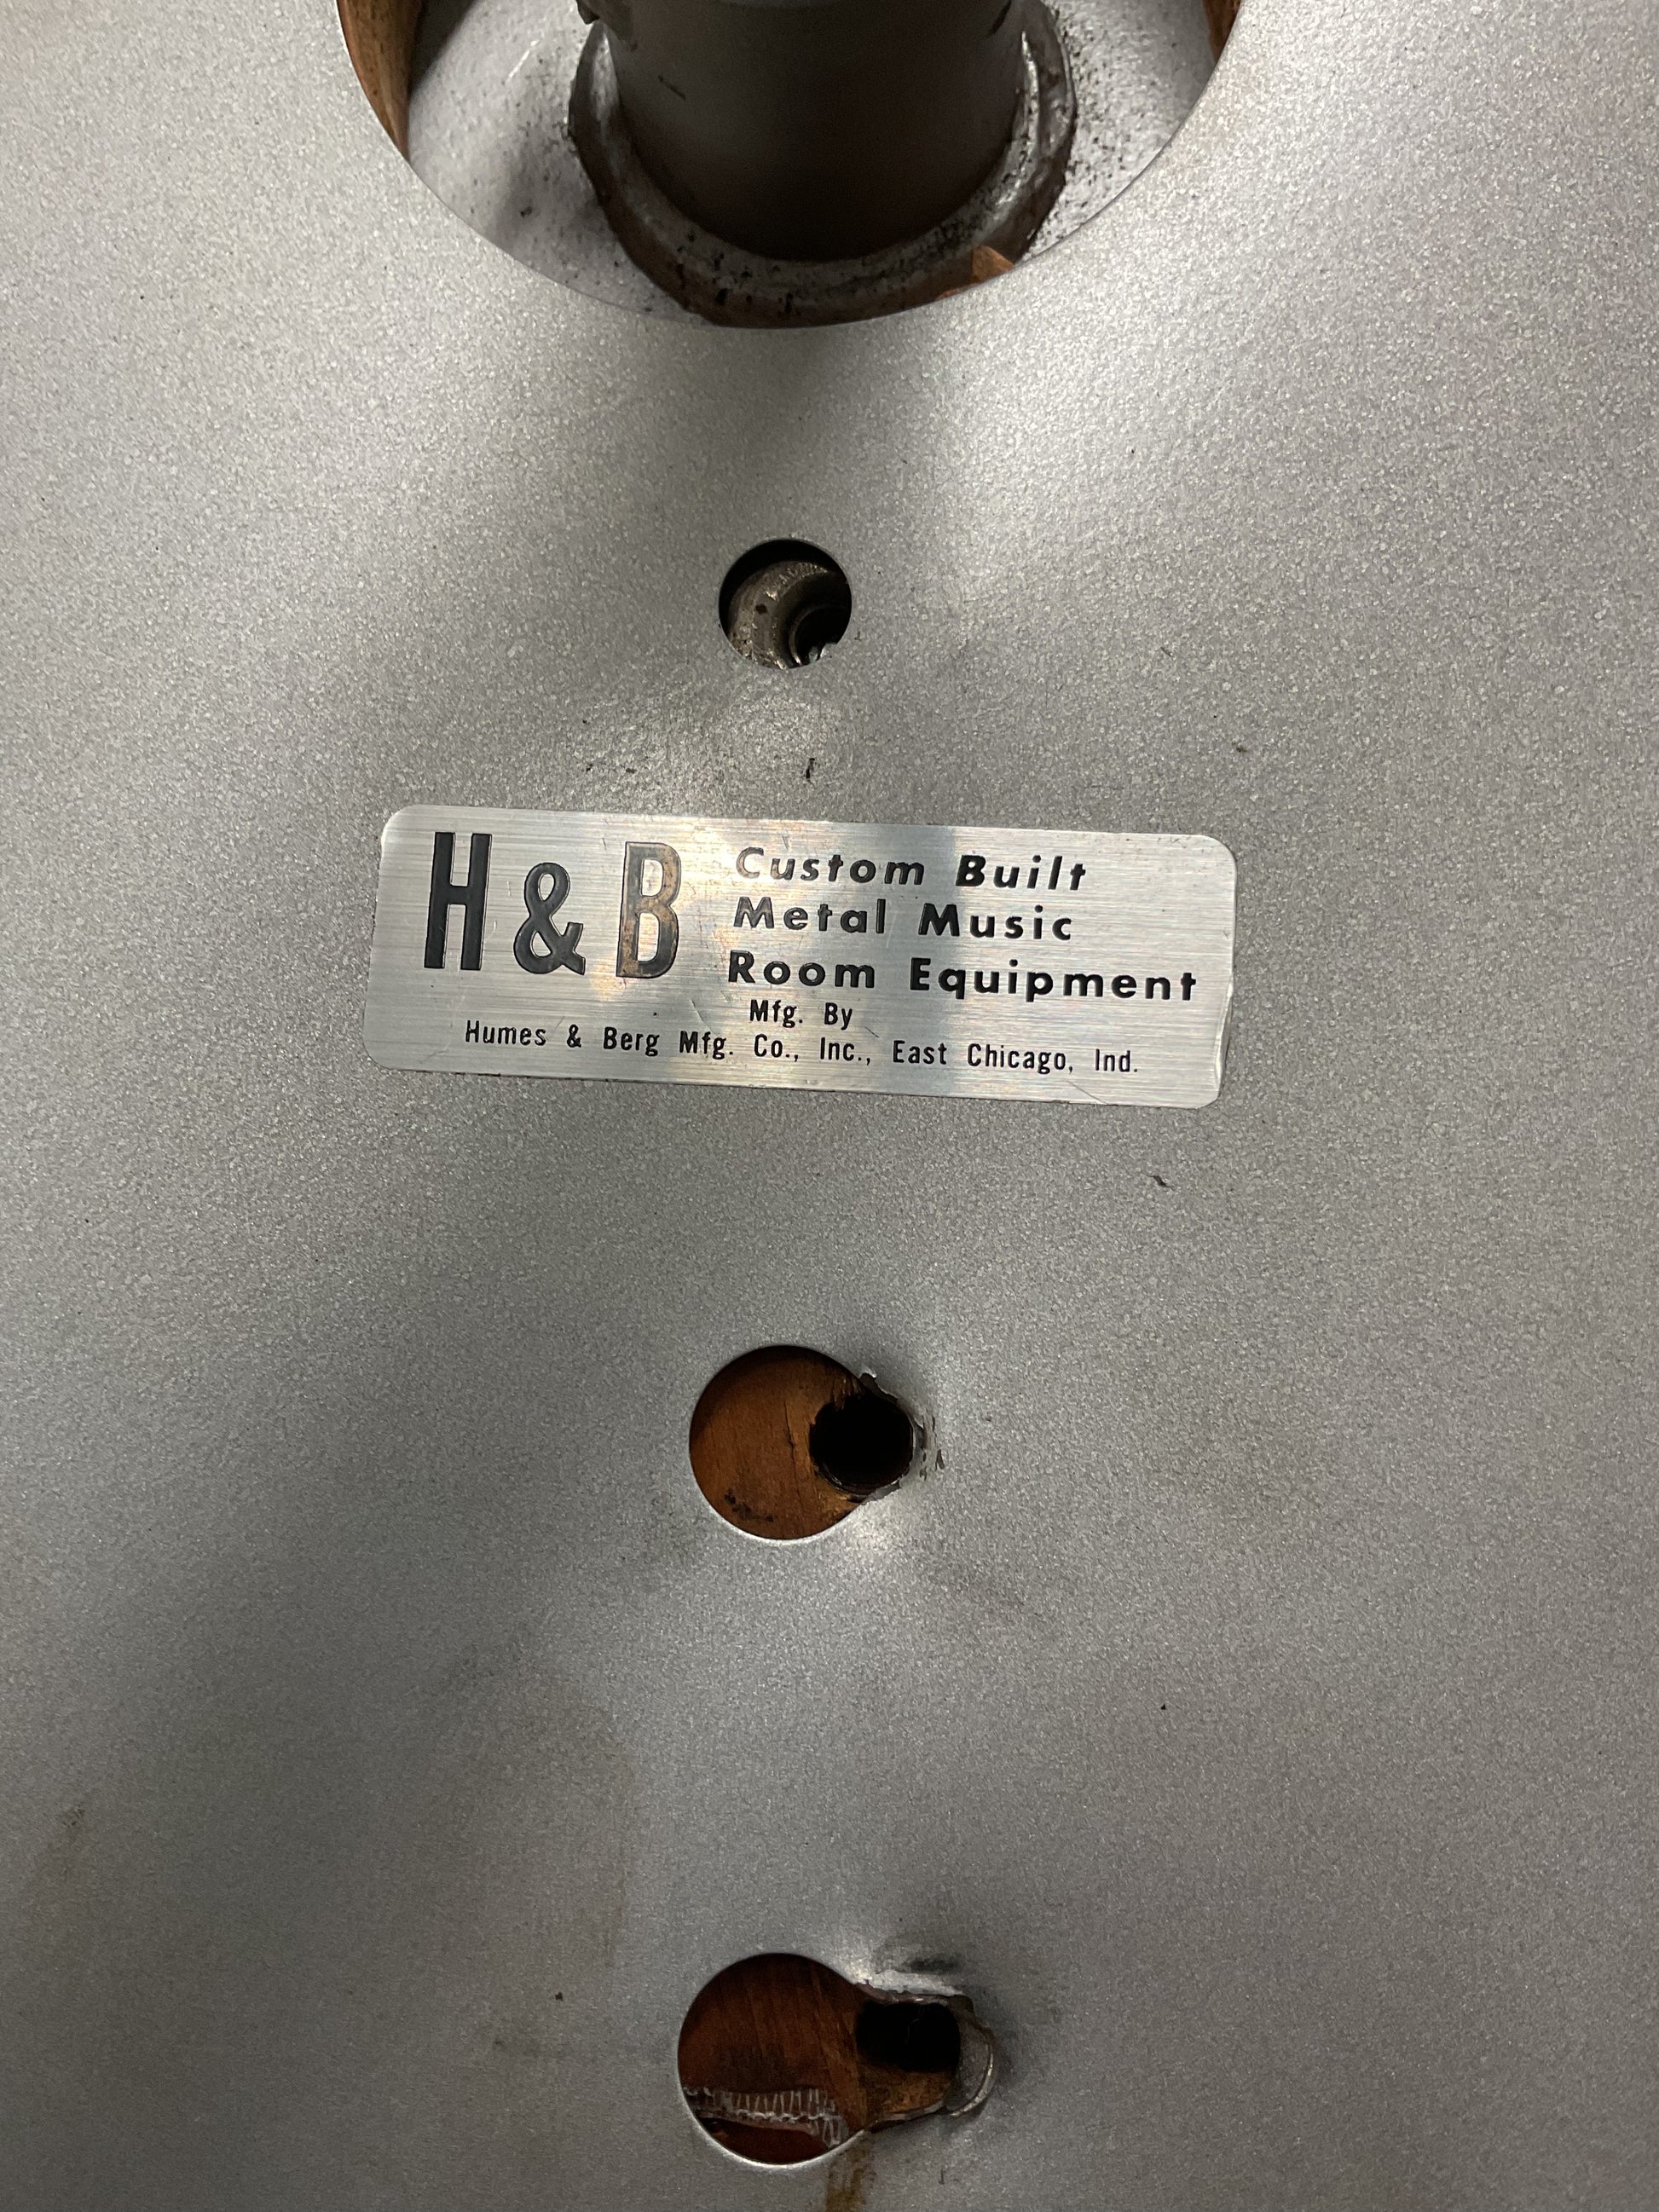 H & B
Custom Built
Metal Music
Room Equipment
Mfg. By
Humes & Berg Mfg. Co., Inc., East Chicago, Ind.